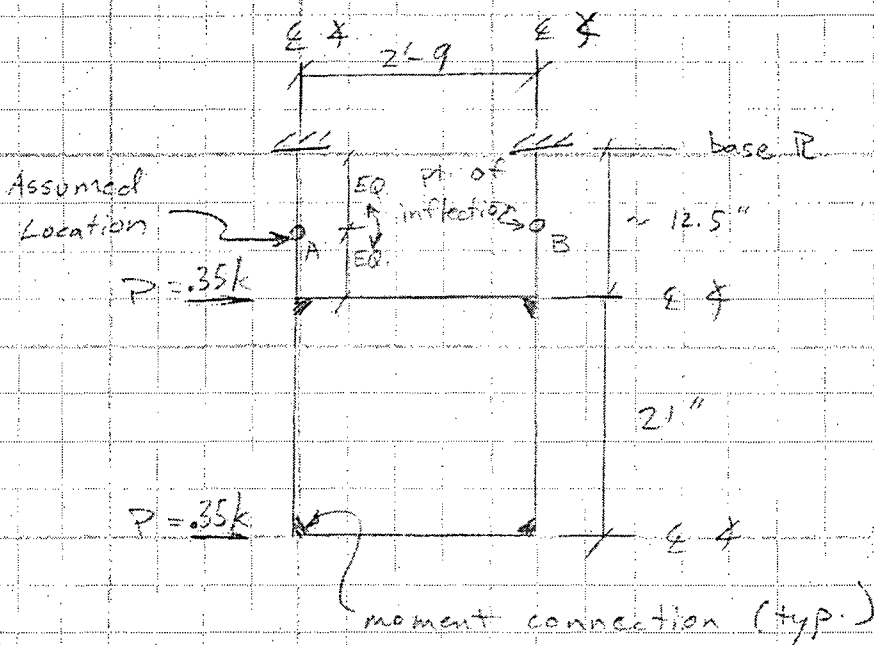 ℄ ∡ ℄ ∡
2'-9
base ℞
Assumed
Location
EQ.
EQ.
pt. of
inflection
A
B
~ 12.5"
P = .35k
℄ ∡
21"
P = .35k
℄ ∡
moment connection (typ.)